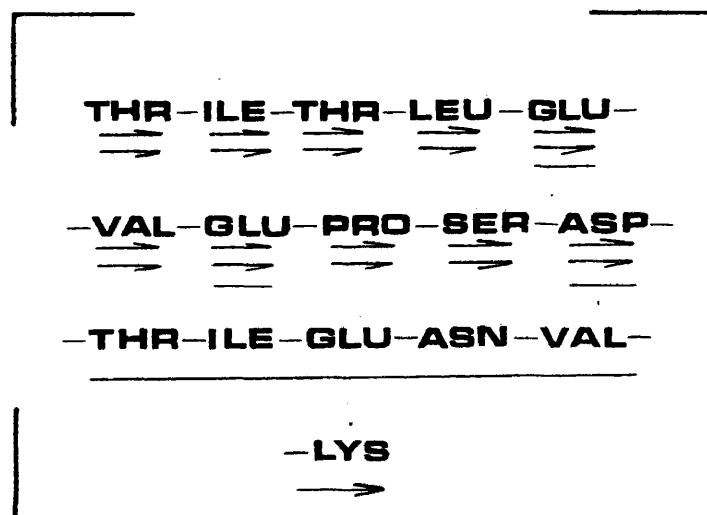 THR-ILE-THR-LEU-GLU-
-VAL-GLU-PRO-SER-ASP-
-THR-ILE-GLU-ASN-VAL-
-LYS